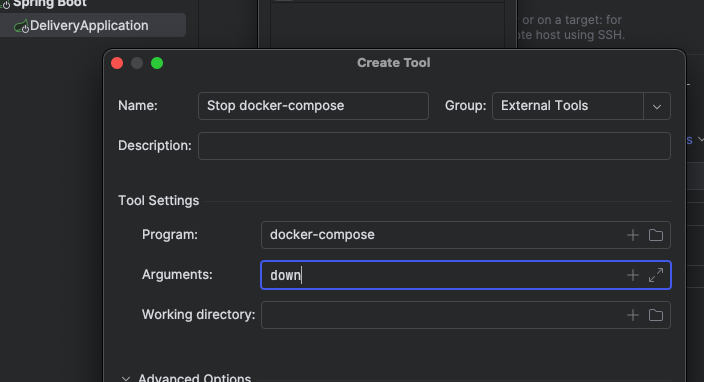 Spring Boot
DeliveryApplication
or on a target: for
ote host using SSH.
Create Tool
Name: Stop docker-compose Group: External Tools
Description:
Tool Settings
Program: docker-compose
Arguments: down
Working directory:
Advanced Options
s